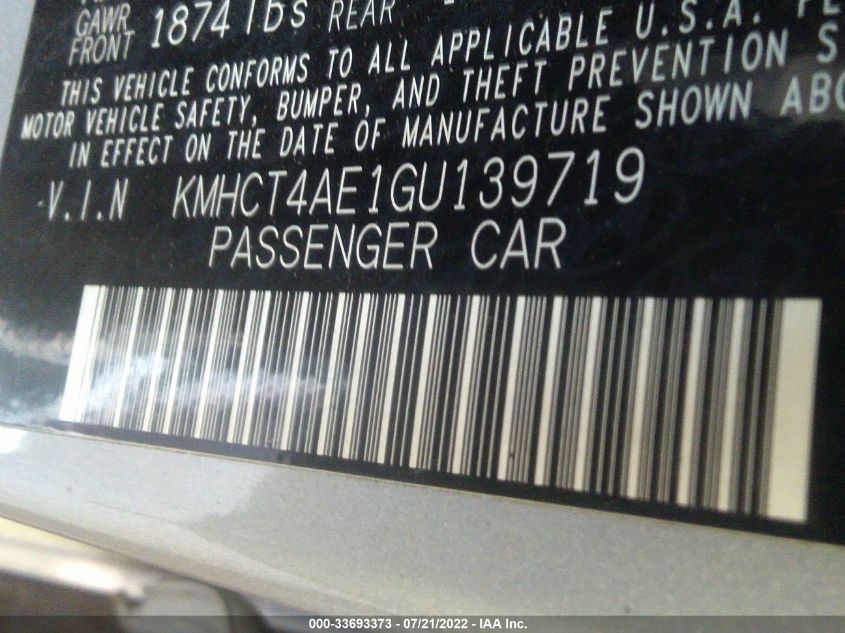 GAWR
FRONT 1874 lbs REAR
THIS VEHICLE CONFORMS TO ALL APPLICABLE U.S.A.
MOTOR VEHICLE SAFETY, BUMPER, AND THEFT PREVENTION S
IN EFFECT ON THE DATE OF MANUFACTURE SHOWN ABO
V.I.N KMHCT4AE1GU139719
PASSENGER CAR
000-33693373 - 07/21/2022 - IAA Inc.